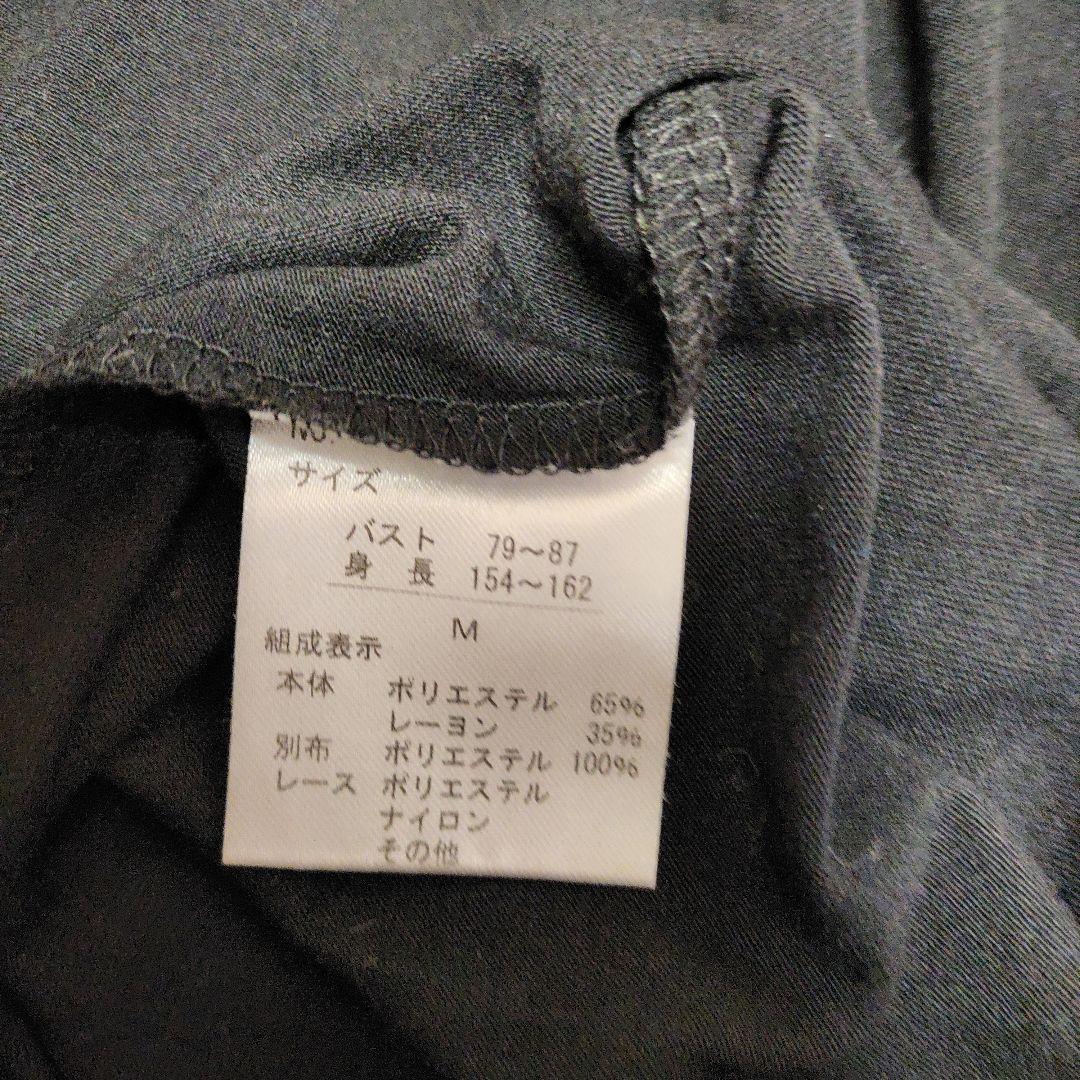 サイズ
バスト 79～87
身 長 154～162
M
組成表示
本体 ポリエステル 65%
レーヨン 35%
別布 ポリエステル 100%
レース ポリエステル
ナイロン
その他